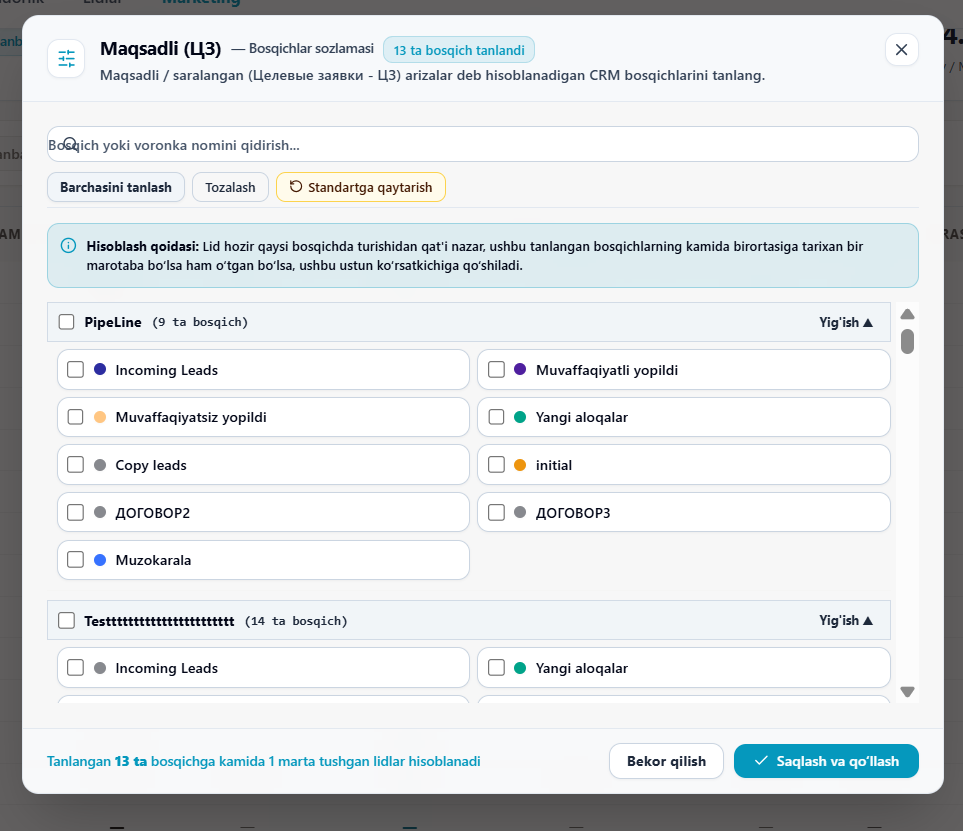 Marketing
Maqsadli (ЦЗ) — Bosqichlar sozlamasi 13 ta bosqich tanlandi
Maqsadli / saralangan (Целевые заявки - ЦЗ) arizalar deb hisoblanadigan CRM bosqichlarini tanlang.
Bosqich yoki voronka nomini qidirish...
Barchasini tanlash Tozalash Standartga qaytarish
Hisoblash qoidasi: Lid hozir qaysi bosqichda turishidan qat'i nazar, ushbu tanlangan bosqichlarning kamida birortasiga tarixan bir
marotaba bo‘lsa ham o‘tgan bo‘lsa, ushbu ustun ko‘rsatkichiga qo‘shiladi.
PipeLine (9 ta bosqich) Yig'ish ▲
Incoming Leads Muvaffaqiyatli yopildi
Muvaffaqiyatsiz yopildi Yangi aloqalar
Copy leads initial
ДОГОВОР2 ДОГОВОР3
Muzokarala
Testttttttttttttttttttttttt (14 ta bosqich) Yig'ish ▲
Incoming Leads Yangi aloqalar
Tanlangan 13 ta bosqichga kamida 1 marta tushgan lidlar hisoblanadi Bekor qilish Saqlash va qo‘llash